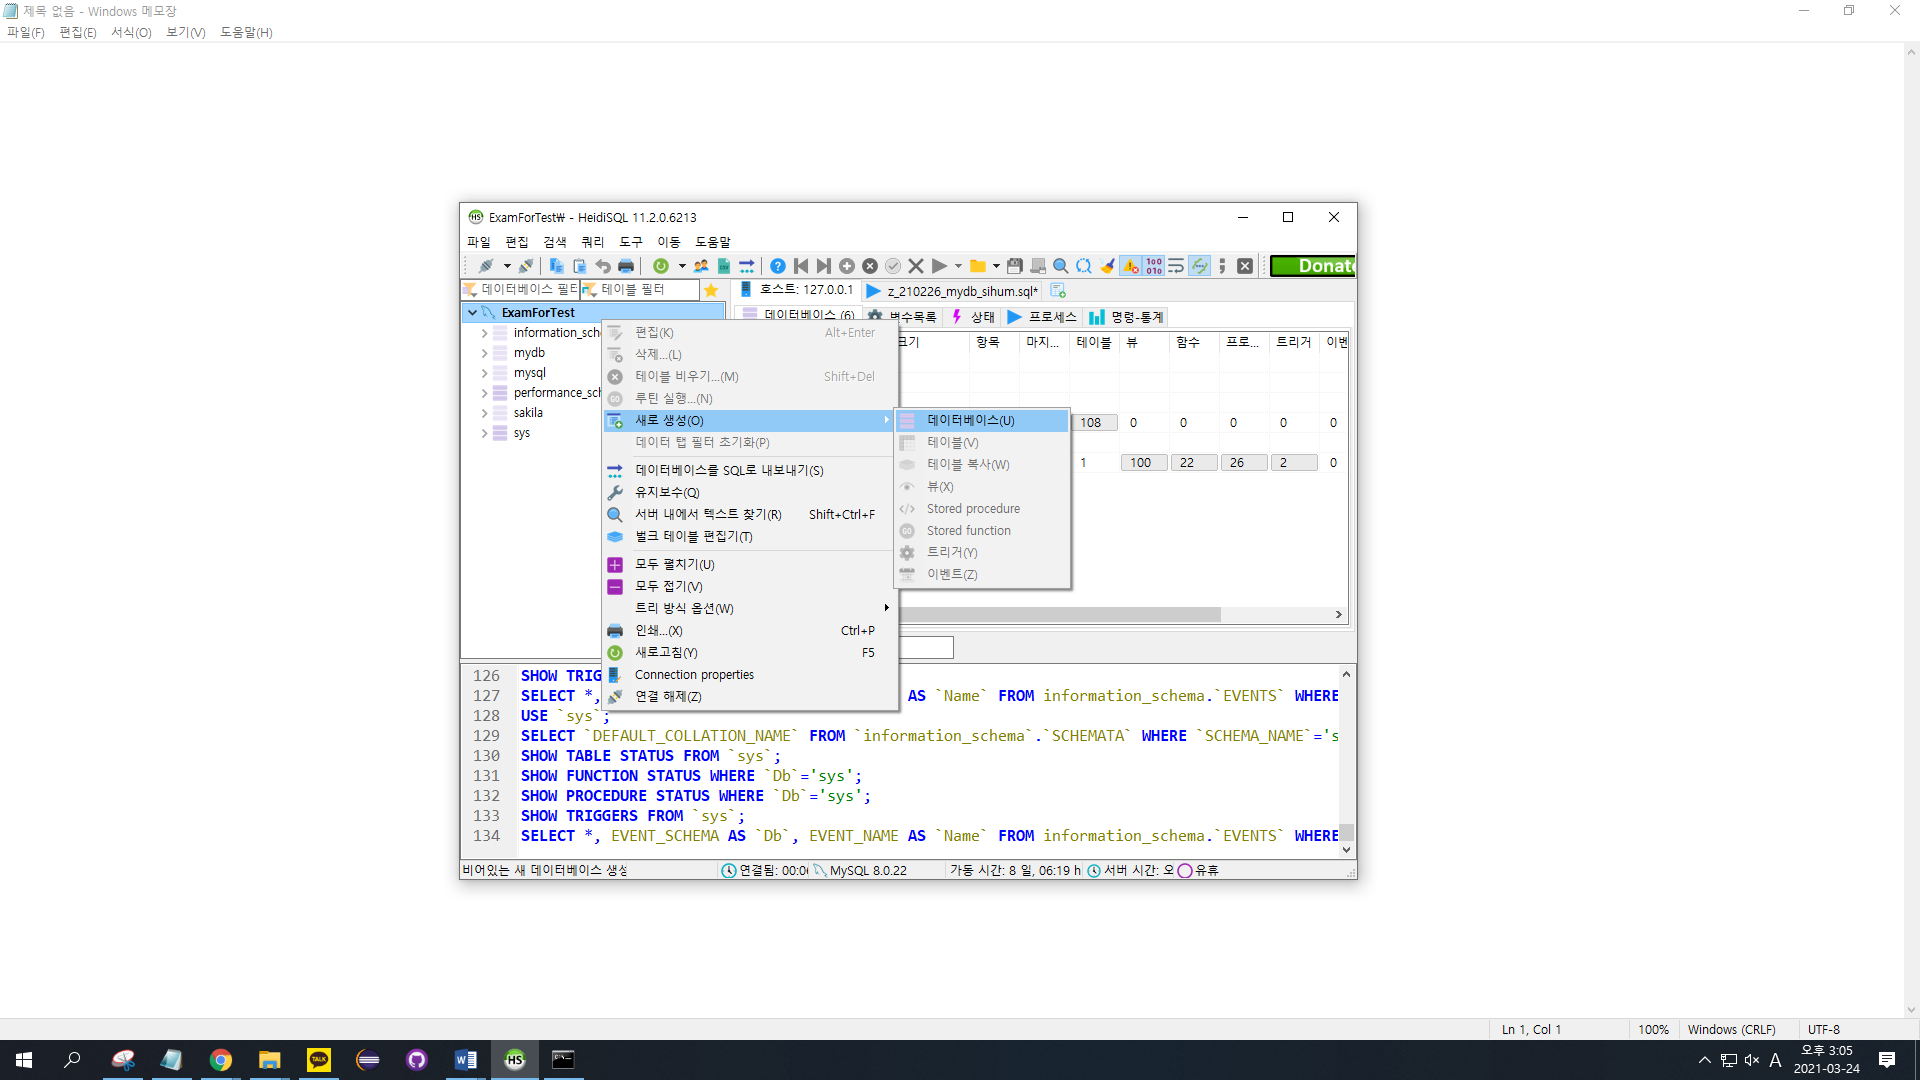 제목 없음 - Windows 메모장
파일(F) 편집(E) 서식(O) 보기(V) 도움말(H)
ExamForTest₩ - HeidiSQL 11.2.0.6213
파일 편집 검색 쿼리 도구 이동 도움말
Donate
데이터베이스 필터 테이블 필터
호스트: 127.0.0.1 z_210226_mydb_sihum.sql*
데이터베이스 (6) 변수목록 상태 프로세스 명령-통계
ExamForTest
information_sche
mydb
mysql
performance_sch
sakila
sys
크기 항목 마지... 테이블 뷰 함수 프로... 트리거 이벤
108 0 0 0 0 0
1 100 22 26 2 0
편집(K) Alt+Enter
삭제...(L)
테이블 비우기...(M) Shift+Del
루틴 실행...(N)
새로 생성(O)
데이터 탭 필터 초기화(P)
데이터베이스를 SQL로 내보내기(S)
유지보수(Q)
서버 내에서 텍스트 찾기(R) Shift+Ctrl+F
벌크 테이블 편집기(T)
모두 펼치기(U)
모두 접기(V)
트리 방식 옵션(W)
인쇄...(X) Ctrl+P
새로고침(Y) F5
Connection properties
연결 해제(Z)
데이터베이스(U)
테이블(V)
테이블 복사(W)
뷰(X)
Stored procedure
Stored function
트리거(Y)
이벤트(Z)
126 SHOW TRIG
127 SELECT *, AS `Name` FROM information_schema.`EVENTS` WHERE
128 USE `sys`;
129 SELECT `DEFAULT_COLLATION_NAME` FROM `information_schema`.`SCHEMATA` WHERE `SCHEMA_NAME`='s
130 SHOW TABLE STATUS FROM `sys`;
131 SHOW FUNCTION STATUS WHERE `Db`='sys';
132 SHOW PROCEDURE STATUS WHERE `Db`='sys';
133 SHOW TRIGGERS FROM `sys`;
134 SELECT *, EVENT_SCHEMA AS `Db`, EVENT_NAME AS `Name` FROM information_schema.`EVENTS` WHERE
비어있는 새 데이터베이스 생성 연결됨: 00:0 MySQL 8.0.22 가동 시간: 8 일, 06:19 h 서버 시간: 오 유휴
Ln 1, Col 1 100% Windows (CRLF) UTF-8
TALK HS A 오후 3:05
2021-03-24